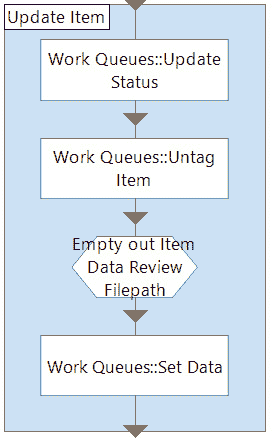 Update Item
Work Queues::Update
Status
Work Queues::Untag
Item
Empty out Item
Data Review
Filepath
Work Queues::Set Data